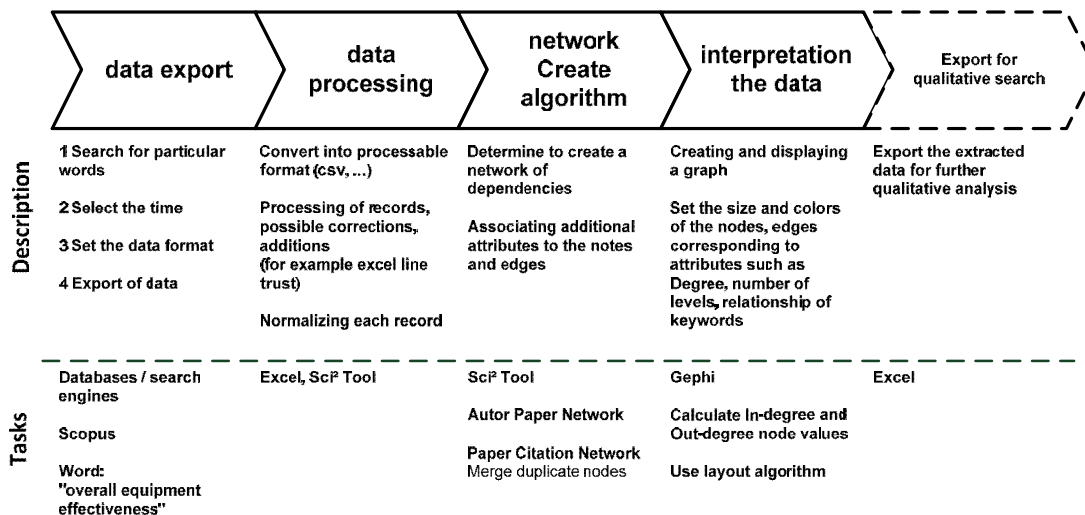 data export
data
processing
network
Create
algorithm
interpretation
the data
Export for
qualitative search
Description
1 Search for particular
words
2 Select the time
3 Set the data format
4 Export of data
Convert into processable
format (csv, ...)
Processing of records,
possible corrections,
additions
(for example excel line
trust)
Normalizing each record
Determine to create a
network of
dependencies
Associating additional
attributes to the notes
and edges
Creating and displaying
a graph
Set the size and colors
of the nodes, edges
corresponding to
attributes such as
Degree, number of
levels, relationship of
keywords
Export the extracted
data for further
qualitative analysis
Tasks
Databases / search
engines
Scopus
Word:
"overall equipment
effectiveness"
Excel, Sci² Tool
Sci² Tool
Autor Paper Network
Paper Citation Network
Merge duplicate nodes
Gephi
Calculate In-degree and
Out-degree node values
Use layout algorithm
Excel